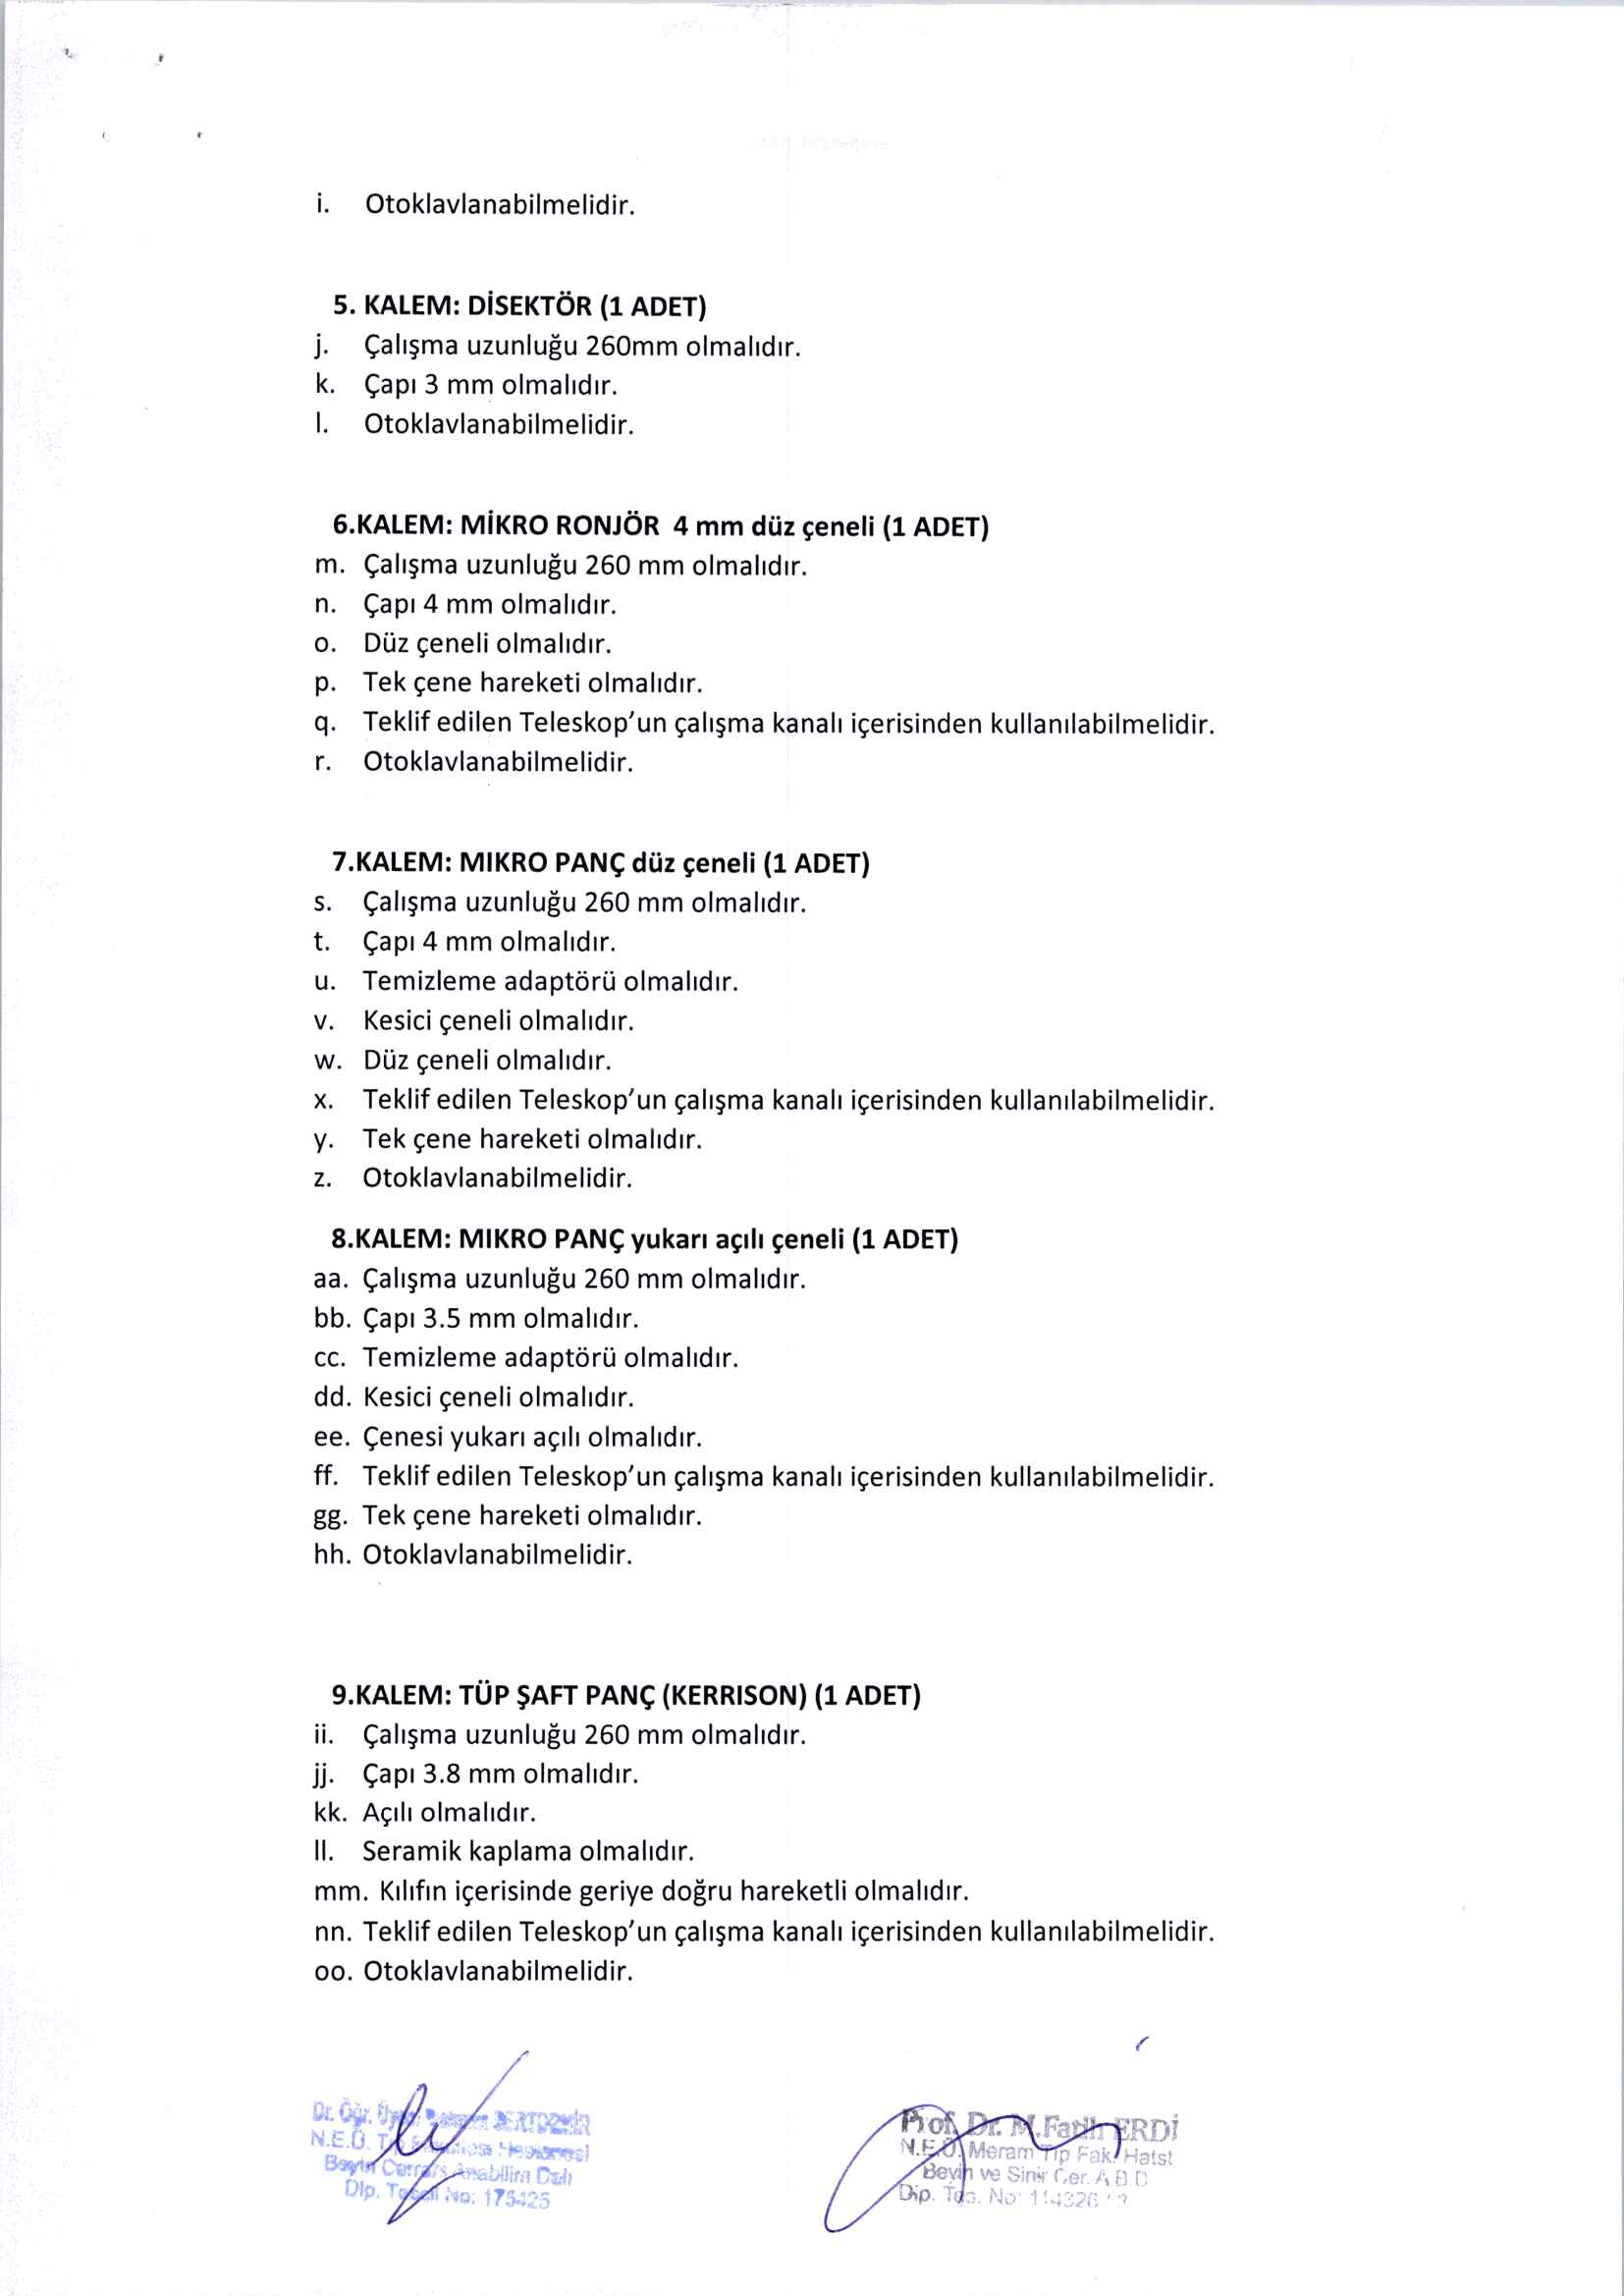 i. Otoklavlanabilmelidir.
5. KALEM: DİSEKTÖR (1 ADET)
j. Çalışma uzunluğu 260mm olmalıdır.
k. Çapı 3 mm olmalıdır.
l. Otoklavlanabilmelidir.
6.KALEM: MİKRO RONJÖR 4 mm düz çeneli (1 ADET)
m. Çalışma uzunluğu 260 mm olmalıdır.
n. Çapı 4 mm olmalıdır.
o. Düz çeneli olmalıdır.
p. Tek çene hareketi olmalıdır.
q. Teklif edilen Teleskop'un çalışma kanalı içerisinden kullanılabilmelidir.
r. Otoklavlanabilmelidir.
7.KALEM: MIKRO PANÇ düz çeneli (1 ADET)
s. Çalışma uzunluğu 260 mm olmalıdır.
t. Çapı 4 mm olmalıdır.
u. Temizleme adaptörü olmalıdır.
v. Kesici çeneli olmalıdır.
w. Düz çeneli olmalıdır.
x. Teklif edilen Teleskop'un çalışma kanalı içerisinden kullanılabilmelidir.
y. Tek çene hareketi olmalıdır.
z. Otoklavlanabilmelidir.
8.KALEM: MIKRO PANÇ yukarı açılı çeneli (1 ADET)
aa. Çalışma uzunluğu 260 mm olmalıdır.
bb. Çapı 3.5 mm olmalıdır.
cc. Temizleme adaptörü olmalıdır.
dd. Kesici çeneli olmalıdır.
ee. Çenesi yukarı açılı olmalıdır.
ff. Teklif edilen Teleskop'un çalışma kanalı içerisinden kullanılabilmelidir.
gg. Tek çene hareketi olmalıdır.
hh. Otoklavlanabilmelidir.
9.KALEM: TÜP ŞAFT PANÇ (KERRISON) (1 ADET)
ii. Çalışma uzunluğu 260 mm olmalıdır.
jj. Çapı 3.8 mm olmalıdır.
kk. Açılı olmalıdır.
ll. Seramik kaplama olmalıdır.
mm. Kılıfın içerisinde geriye doğru hareketli olmalıdır.
nn. Teklif edilen Teleskop'un çalışma kanalı içerisinden kullanılabilmelidir.
oo. Otoklavlanabilmelidir.
Dr. Öğr.
N.E.Ü.
Beyin Anabilim Dalı
Dip. No: 175425
Prof. Dr. M.Fatih ERDİ
N.E.Ü. Meram Tıp Fak. Hatst
Beyin ve Sinir Cer. A B D
Dip. Tes. No: